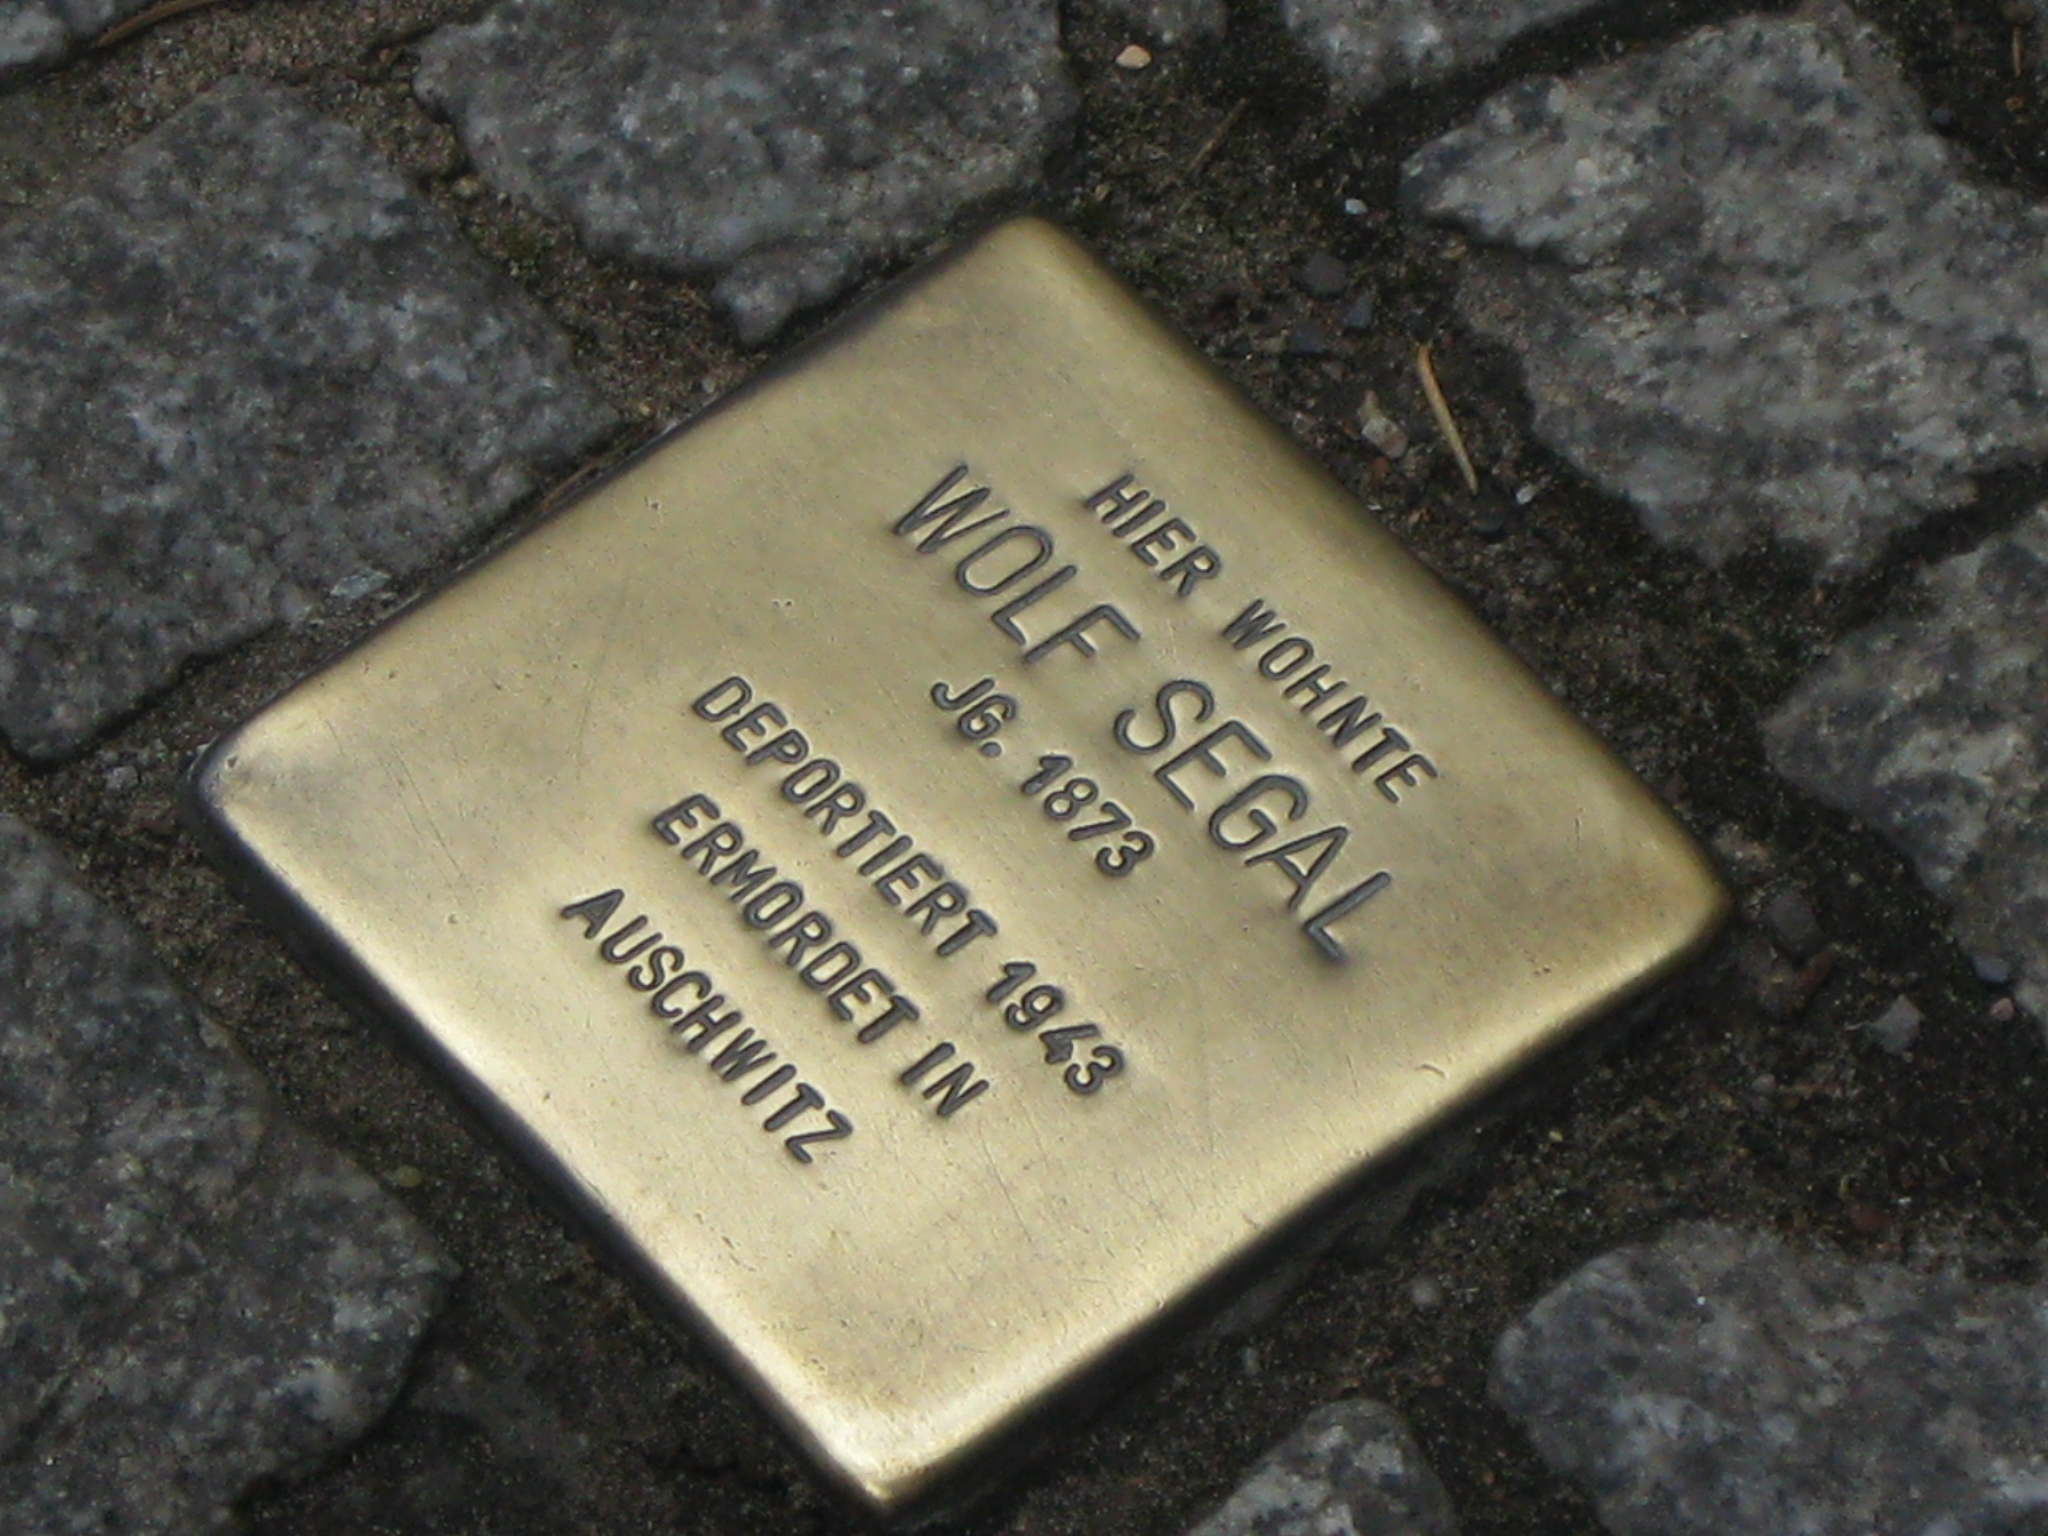 HIER WOHNTE
WOLF SEGAL
JG. 1873
DEPORTIERT 1943
ERMORDET IN
AUSCHWITZ